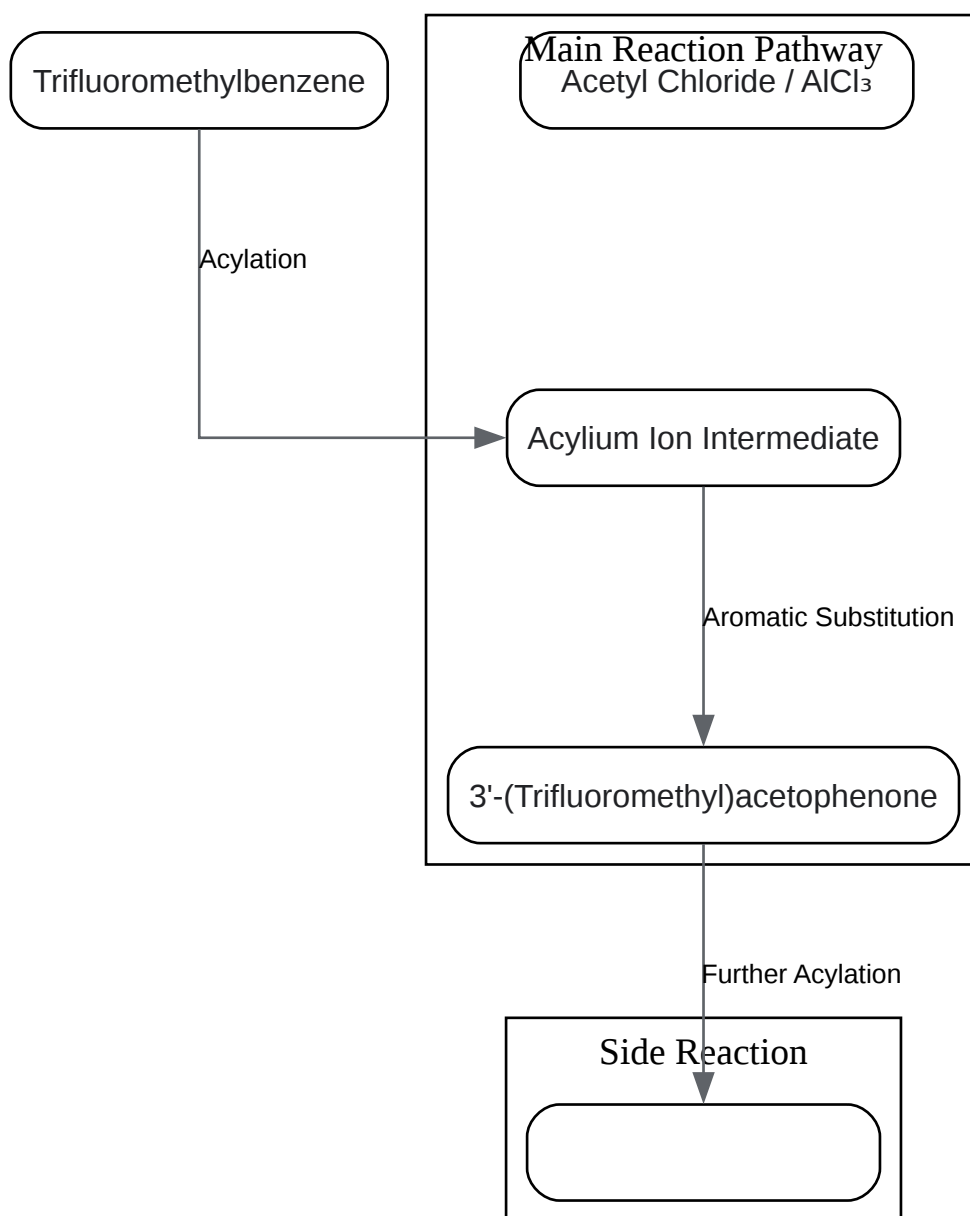 Trifluoromethylbenzene
Main Reaction Pathway
Acetyl Chloride / AlCl₃
Acylation
Acylium Ion Intermediate
Aromatic Substitution
3'-(Trifluoromethyl)acetophenone
Further Acylation
Side Reaction